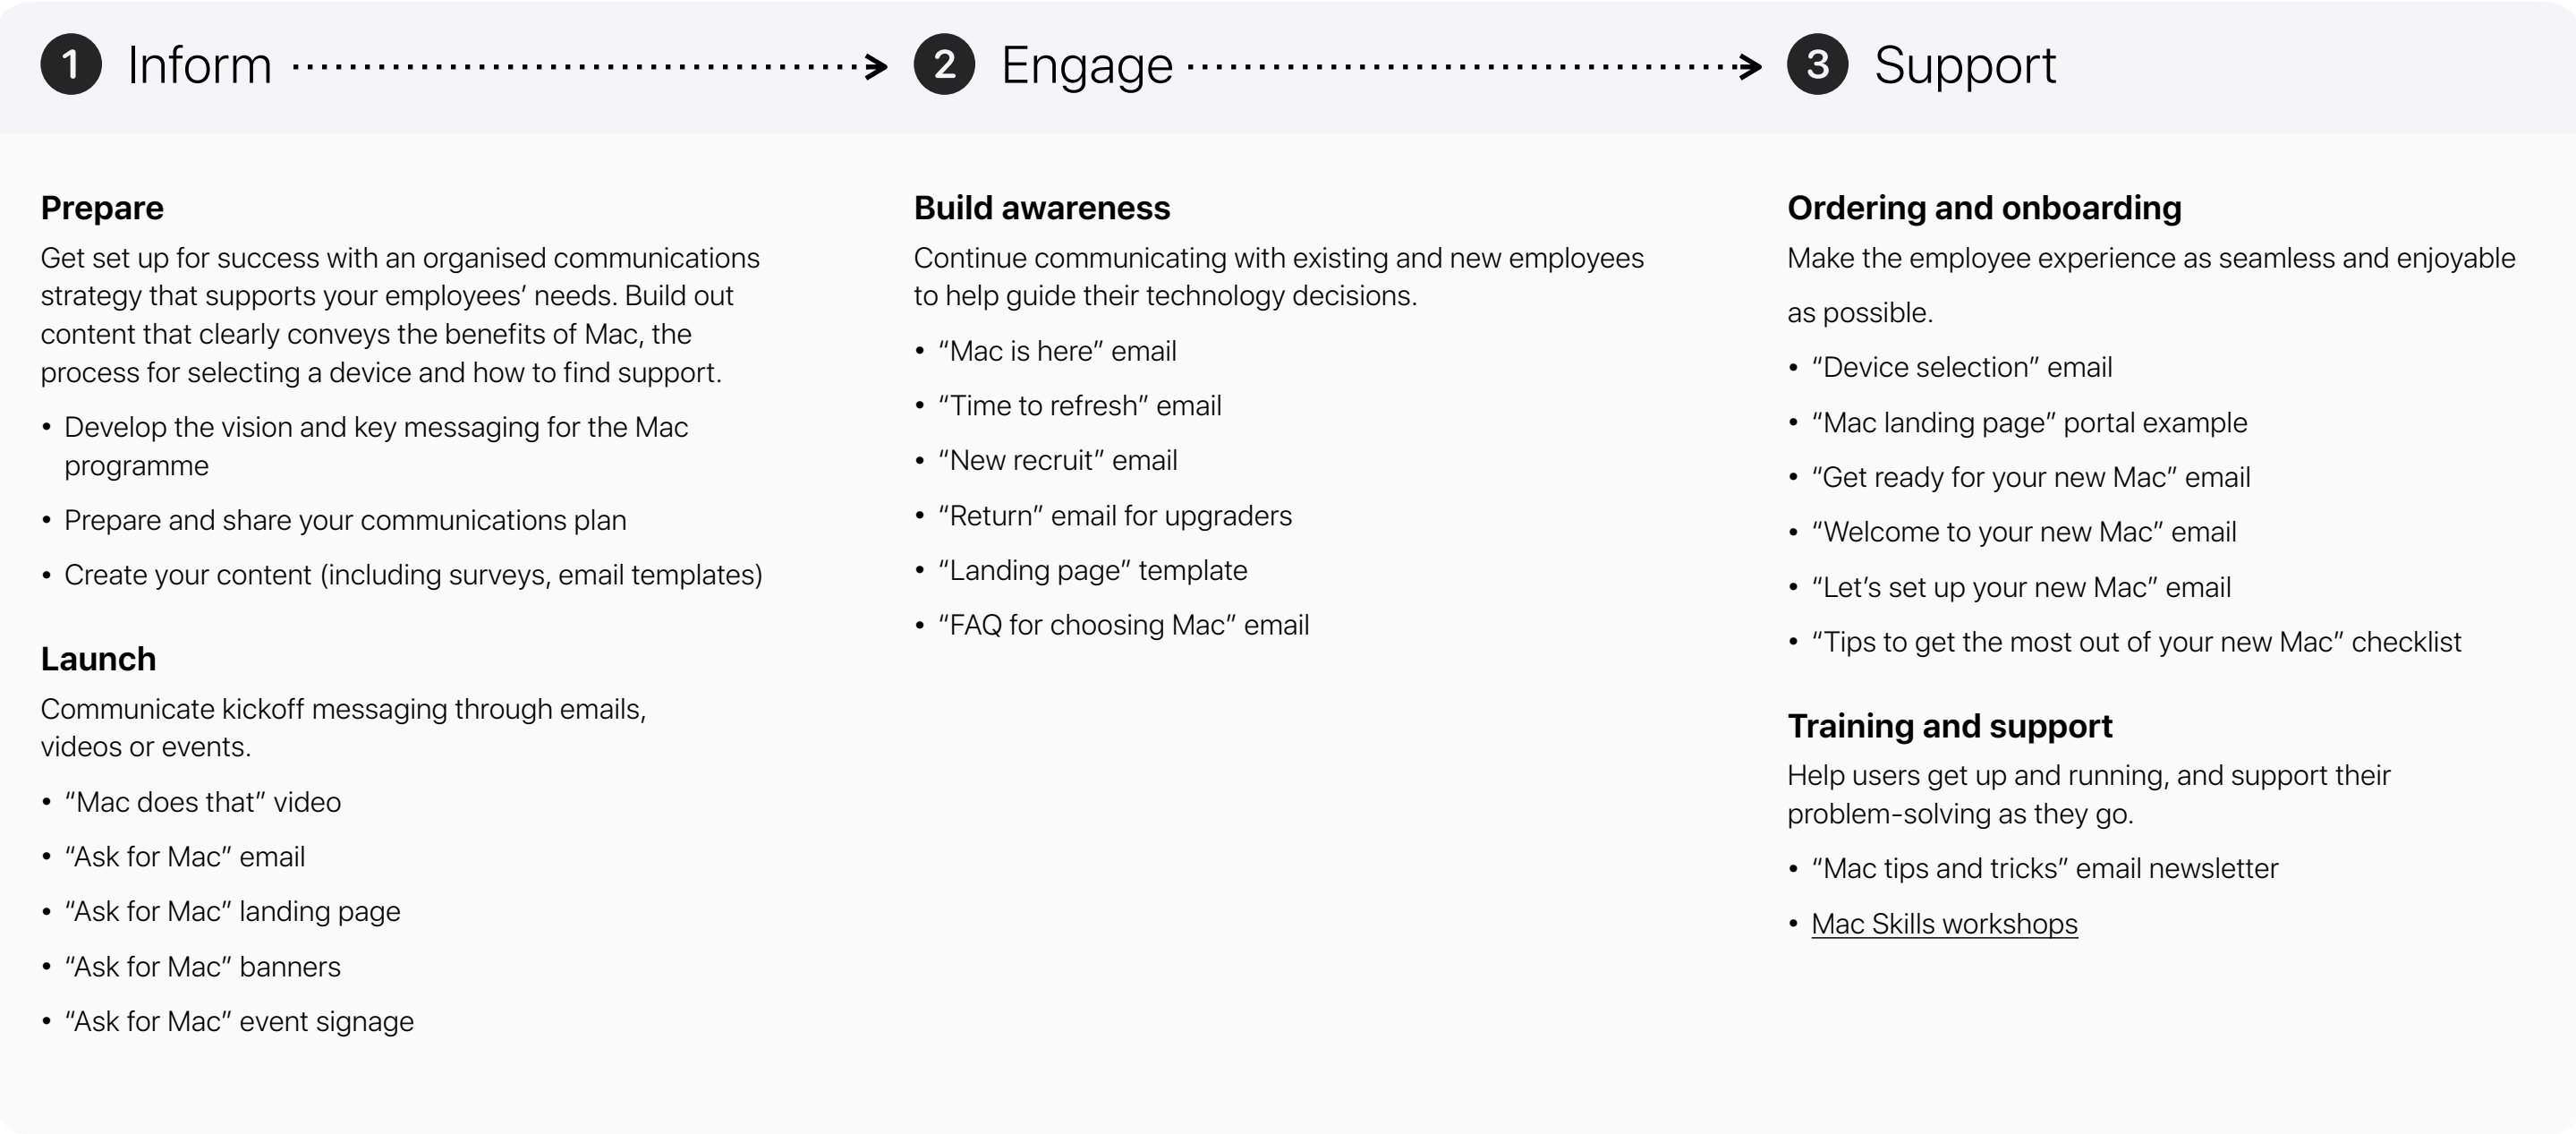 1 Inform
2 Engage
3 Support
Prepare
Get set up for success with an organised communications
strategy that supports your employees’ needs. Build out
content that clearly conveys the benefits of Mac, the
process for selecting a device and how to find support.
• Develop the vision and key messaging for the Mac
programme
• Prepare and share your communications plan
• Create your content (including surveys, email templates)
Launch
Communicate kickoff messaging through emails,
videos or events.
• “Mac does that” video
• “Ask for Mac” email
• “Ask for Mac” landing page
• “Ask for Mac” banners
• “Ask for Mac” event signage
Build awareness
Continue communicating with existing and new employees
to help guide their technology decisions.
• “Mac is here” email
• “Time to refresh” email
• “New recruit” email
• “Return” email for upgraders
• “Landing page” template
• “FAQ for choosing Mac” email
Ordering and onboarding
Make the employee experience as seamless and enjoyable
as possible.
• “Device selection” email
• “Mac landing page” portal example
• “Get ready for your new Mac” email
• “Welcome to your new Mac” email
• “Let’s set up your new Mac” email
• “Tips to get the most out of your new Mac” checklist
Training and support
Help users get up and running, and support their
problem-solving as they go.
• “Mac tips and tricks” email newsletter
• Mac Skills workshops